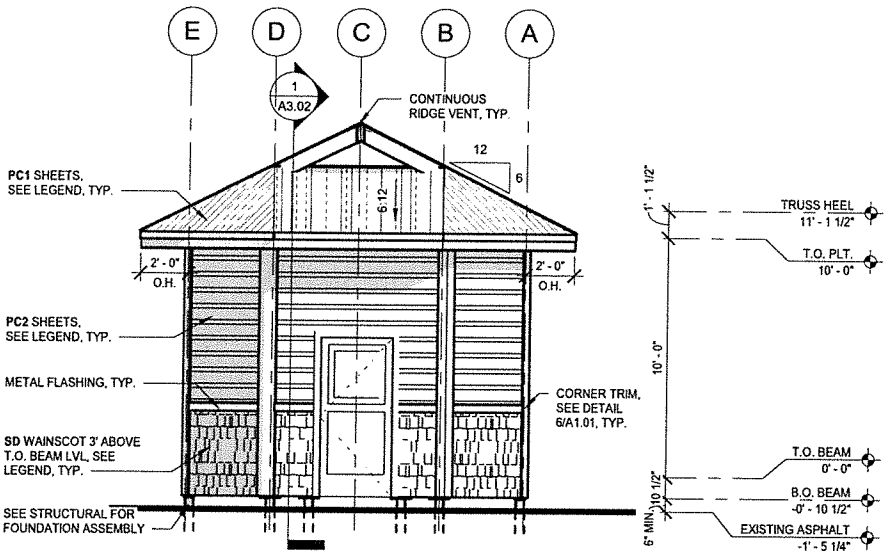 E D C B A
1
A3.02
CONTINUOUS
RIDGE VENT, TYP.
12
6
PC1 SHEETS,
SEE LEGEND, TYP.
6:12
1' - 1 1/2"
TRUSS HEEL
11' - 1 1/2"
T.O. PLT.
10' - 0"
2' - 0"
O.H.
2' - 0"
O.H.
PC2 SHEETS,
SEE LEGEND, TYP.
10' - 0"
METAL FLASHING, TYP.
CORNER TRIM,
SEE DETAIL
6/A1.01, TYP.
SD WAINSCOT 3' ABOVE
T.O. BEAM LVL, SEE
LEGEND, TYP.
T.O. BEAM
0' - 0"
10 1/2"
B.O. BEAM
-0' - 10 1/2"
SEE STRUCTURAL FOR
FOUNDATION ASSEMBLY
6" MIN.
EXISTING ASPHALT
-1' - 5 1/4"